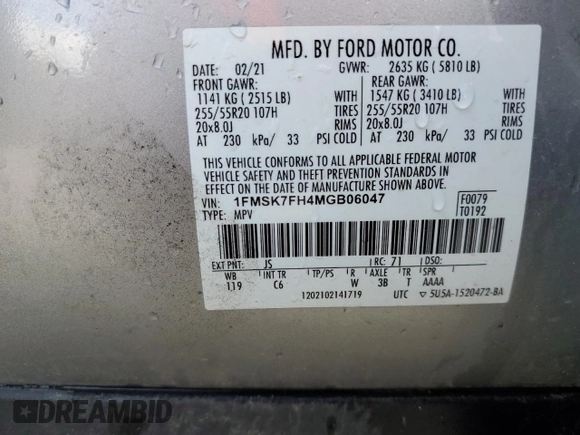 MFD. BY FORD MOTOR CO.
DATE: 02/21 GVWR: 2635 KG ( 5810 LB)
FRONT GAWR: REAR GAWR:
1141 KG ( 2515 LB) WITH 1547 KG ( 3410 LB) WITH
255/55R20 107H TIRES 255/55R20 107H TIRES
20x8.0J RIMS 20x8.0J RIMS
AT 230 kPa/ 33 PSI COLD AT 230 kPa/ 33 PSI COLD
THIS VEHICLE CONFORMS TO ALL APPLICABLE FEDERAL MOTOR
VEHICLE SAFETY AND THEFT PREVENTION STANDARDS IN
EFFECT ON THE DATE OF MANUFACTURE SHOWN ABOVE.
VIN: 1FMSK7FH4MGB06047 F0079
TYPE: MPV T0192
EXT PNT: JS RC: 71 DSO:
WB INT TR TP/PS R AXLE TR SPR
119 C6 W 3B T AAAA
1202102141719 UTC ▽ 5U5A-1520472-BA
DREAMBID